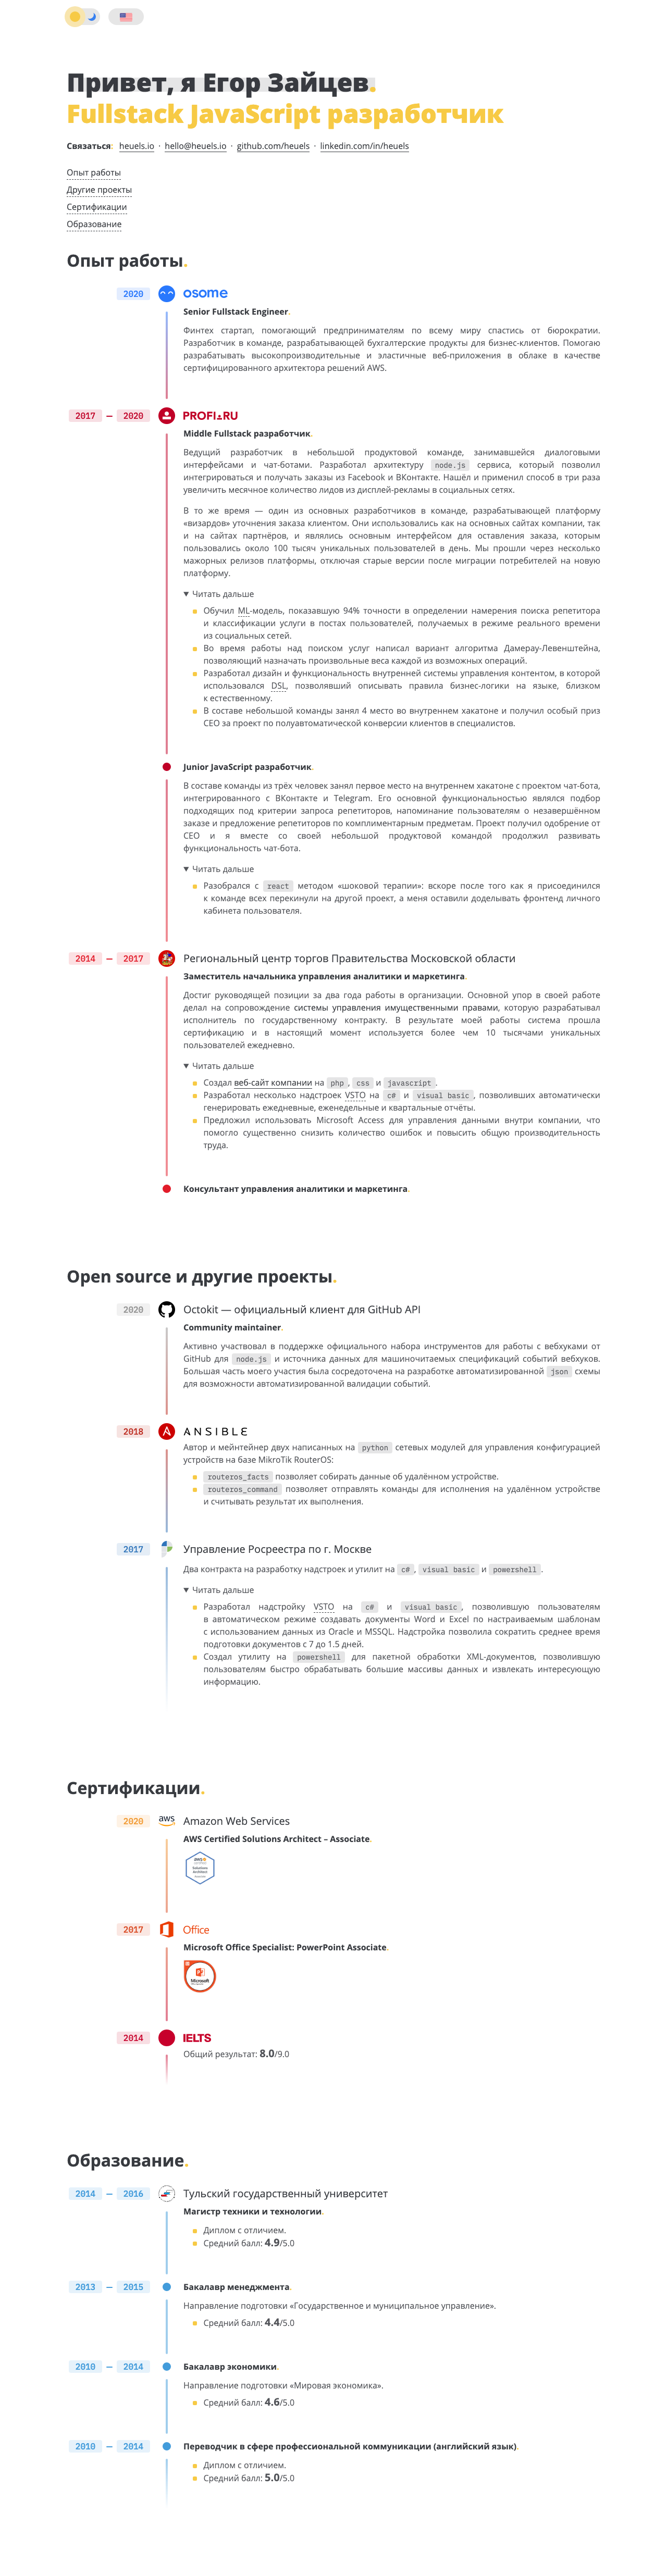 Привет, я Егор Зайцев.
Fullstack JavaScript разработчик
Связаться: heuels.io · hello@heuels.io · github.com/heuels · linkedin.com/in/heuels
Опыт работы
Другие проекты
Сертификации
Образование
Опыт работы.
2020 osome
Senior Fullstack Engineer.
Финтех стартап, помогающий предпринимателям по всему миру спастись от бюрократии.
Разработчик в команде, разрабатывающей бухгалтерские продукты для бизнес-клиентов. Помогаю
разрабатывать высокопроизводительные и эластичные веб-приложения в облаке в качестве
сертифицированного архитектора решений AWS.
2017 — 2020 PROFI.RU
Middle Fullstack разработчик.
Ведущий разработчик в небольшой продуктовой команде, занимавшейся диалоговыми
интерфейсами и чат-ботами. Разработал архитектуру node.js сервиса, который позволил
интегрироваться и получать заказы из Facebook и ВКонтакте. Нашёл и применил способ в три раза
увеличить месячное количество лидов из дисплей-рекламы в социальных сетях.
В то же время — один из основных разработчиков в команде, разрабатывающей платформу
«визардов» уточнения заказа клиентом. Они использовались как на основных сайтах компании, так
и на сайтах партнёров, и являлись основным интерфейсом для оставления заказа, которым
пользовались около 100 тысяч уникальных пользователей в день. Мы прошли через несколько
мажорных релизов платформы, отключая старые версии после миграции потребителей на новую
платформу.
▼ Читать дальше
Обучил ML-модель, показавшую 94% точности в определении намерения поиска репетитора
и классификации услуги в постах пользователей, получаемых в режиме реального времени
из социальных сетей.
Во время работы над поиском услуг написал вариант алгоритма Дамерау-Левенштейна,
позволяющий назначать произвольные веса каждой из возможных операций.
Разработал дизайн и функциональность внутренней системы управления контентом, в которой
использовался DSL, позволявший описывать правила бизнес-логики на языке, близком
к естественному.
В составе небольшой команды занял 4 место во внутреннем хакатоне и получил особый приз
CEO за проект по полуавтоматической конверсии клиентов в специалистов.
Junior JavaScript разработчик.
В составе команды из трёх человек занял первое место на внутреннем хакатоне с проектом чат-бота,
интегрированного с ВКонтакте и Telegram. Его основной функциональностью являлся подбор
подходящих под критерии запроса репетиторов, напоминание пользователям о незавершённом
заказе и предложение репетиторов по комплиментарным предметам. Проект получил одобрение от
CEO и я вместе со своей небольшой продуктовой командой продолжил развивать
функциональность чат-бота.
▼ Читать дальше
Разобрался с react методом «шоковой терапии»: вскоре после того как я присоединился
к команде всех перекинули на другой проект, а меня оставили доделывать фронтенд личного
кабинета пользователя.
2014 — 2017 Региональный центр торгов Правительства Московской области
Заместитель начальника управления аналитики и маркетинга.
Достиг руководящей позиции за два года работы в организации. Основной упор в своей работе
делал на сопровождение системы управления имущественными правами, которую разрабатывал
исполнитель по государственному контракту. В результате моей работы система прошла
сертификацию и в настоящий момент используется более чем 10 тысячами уникальных
пользователей ежедневно.
▼ Читать дальше
Создал веб-сайт компании на php, css и javascript.
Разработал несколько надстроек VSTO на c# и visual basic, позволивших автоматически
генерировать ежедневные, еженедельные и квартальные отчёты.
Предложил использовать Microsoft Access для управления данными внутри компании, что
помогло существенно снизить количество ошибок и повысить общую производительность
труда.
Консультант управления аналитики и маркетинга.
Open source и другие проекты.
2020 Octokit — официальный клиент для GitHub API
Community maintainer.
Активно участвовал в поддержке официального набора инструментов для работы с вебхуками от
GitHub для node.js и источника данных для машиночитаемых спецификаций событий вебхуков.
Большая часть моего участия была сосредоточена на разработке автоматизированной json схемы
для возможности автоматизированной валидации событий.
2018 ANSIBLE
Автор и мейнтейнер двух написанных на python сетевых модулей для управления конфигурацией
устройств на базе MikroTik RouterOS:
routeros_facts позволяет собирать данные об удалённом устройстве.
routeros_command позволяет отправлять команды для исполнения на удалённом устройстве
и считывать результат их выполнения.
2017 Управление Росреестра по г. Москве
Два контракта на разработку надстроек и утилит на c#, visual basic и powershell.
▼ Читать дальше
Разработал надстройку VSTO на c# и visual basic, позволившую пользователям
в автоматическом режиме создавать документы Word и Excel по настраиваемым шаблонам
с использованием данных из Oracle и MSSQL. Надстройка позволила сократить среднее время
подготовки документов с 7 до 1.5 дней.
Создал утилиту на powershell для пакетной обработки XML-документов, позволившую
пользователям быстро обрабатывать большие массивы данных и извлекать интересующую
информацию.
Сертификации.
2020 aws Amazon Web Services
AWS Certified Solutions Architect – Associate.
2017 Office
Microsoft Office Specialist: PowerPoint Associate.
Microsoft
2014 IELTS
Общий результат: 8.0/9.0
Образование.
2014 — 2016 Тульский государственный университет
Магистр техники и технологии.
Диплом с отличием.
Средний балл: 4.9/5.0
2013 — 2015 Бакалавр менеджмента.
Направление подготовки «Государственное и муниципальное управление».
Средний балл: 4.4/5.0
2010 — 2014 Бакалавр экономики.
Направление подготовки «Мировая экономика».
Средний балл: 4.6/5.0
2010 — 2014 Переводчик в сфере профессиональной коммуникации (английский язык).
Диплом с отличием.
Средний балл: 5.0/5.0